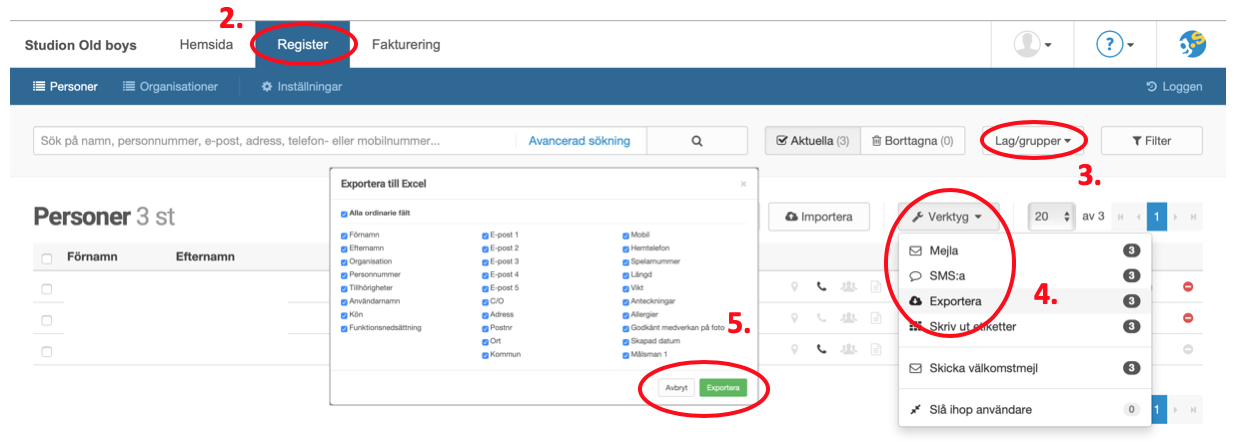 2.
Studion Old boys Hemsida Register Fakturering ?
Personer Organisationer Inställningar Loggen
Sök på namn, personnummer, e-post, adress, telefon- eller mobilnummer... Avancerad sökning Aktuella (3) Borttagna (0) Lag/grupper Filter
3.
Exportera till Excel ×
Alla ordinarie fält
Förnamn E-post 1 Mobil
Efternamn E-post 2 Hemtelefon
Organisation E-post 3 Spelarnummer
Personnummer E-post 4 Längd
Tillhörigheter E-post 5 Vikt
Användarnamn C/O Anteckningar
Kön Adress Allergier
Funktionsnedsättning Postnr Godkänt medverkan på foto
Ort Skapad datum
Kommun Målsman 1
5.
Avbryt Exportera
Personer 3 st Importera Verktyg 20 av 3 1
Förnamn Efternamn
Mejla 3
SMS:a 3
Exportera 3
4.
Skriv ut etiketter 3
Skicka välkomstmejl 3
Slå ihop användare 0 1